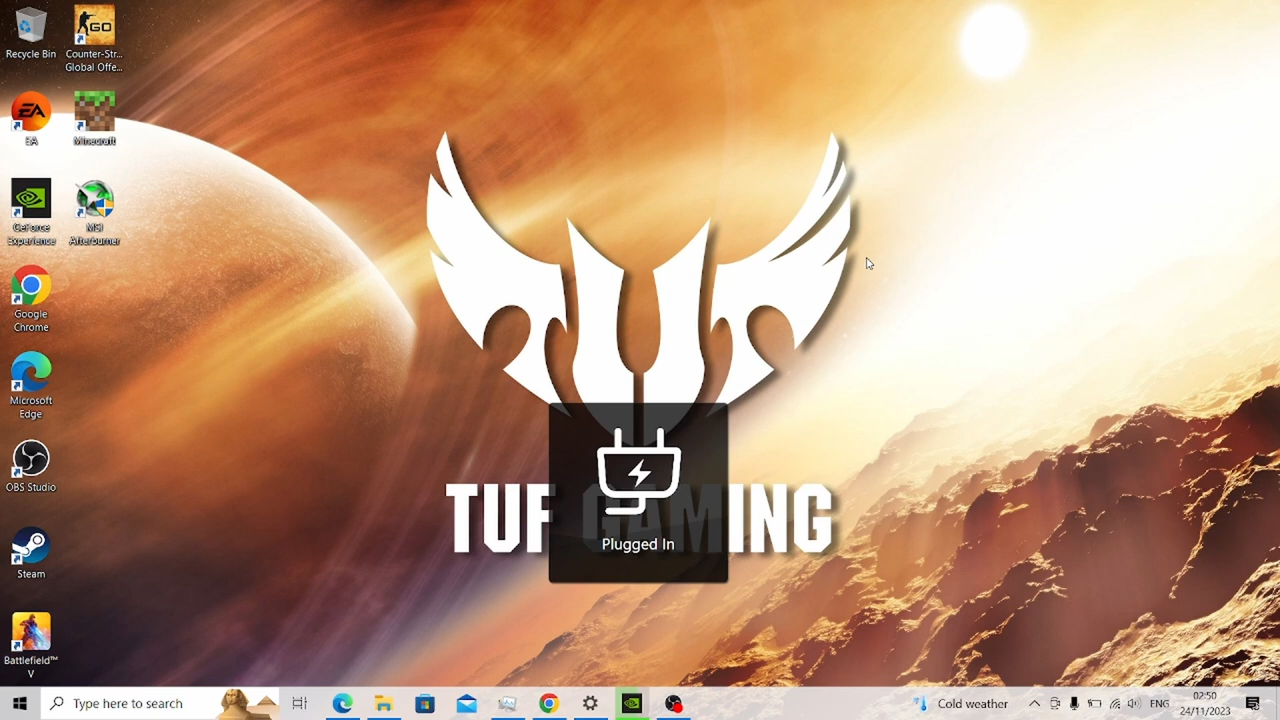 Recycle Bin
Counter-Str...
Global Offe...
GO
EA
EA
Minecraft
GeForce
Experience
MSI
Afterburner
Google
Chrome
Microsoft
Edge
OBS Studio
Steam
Battlefield™
V
TUF GAMING
Plugged In
Type here to search
Cold weather
ENG
02:50
24/11/2023